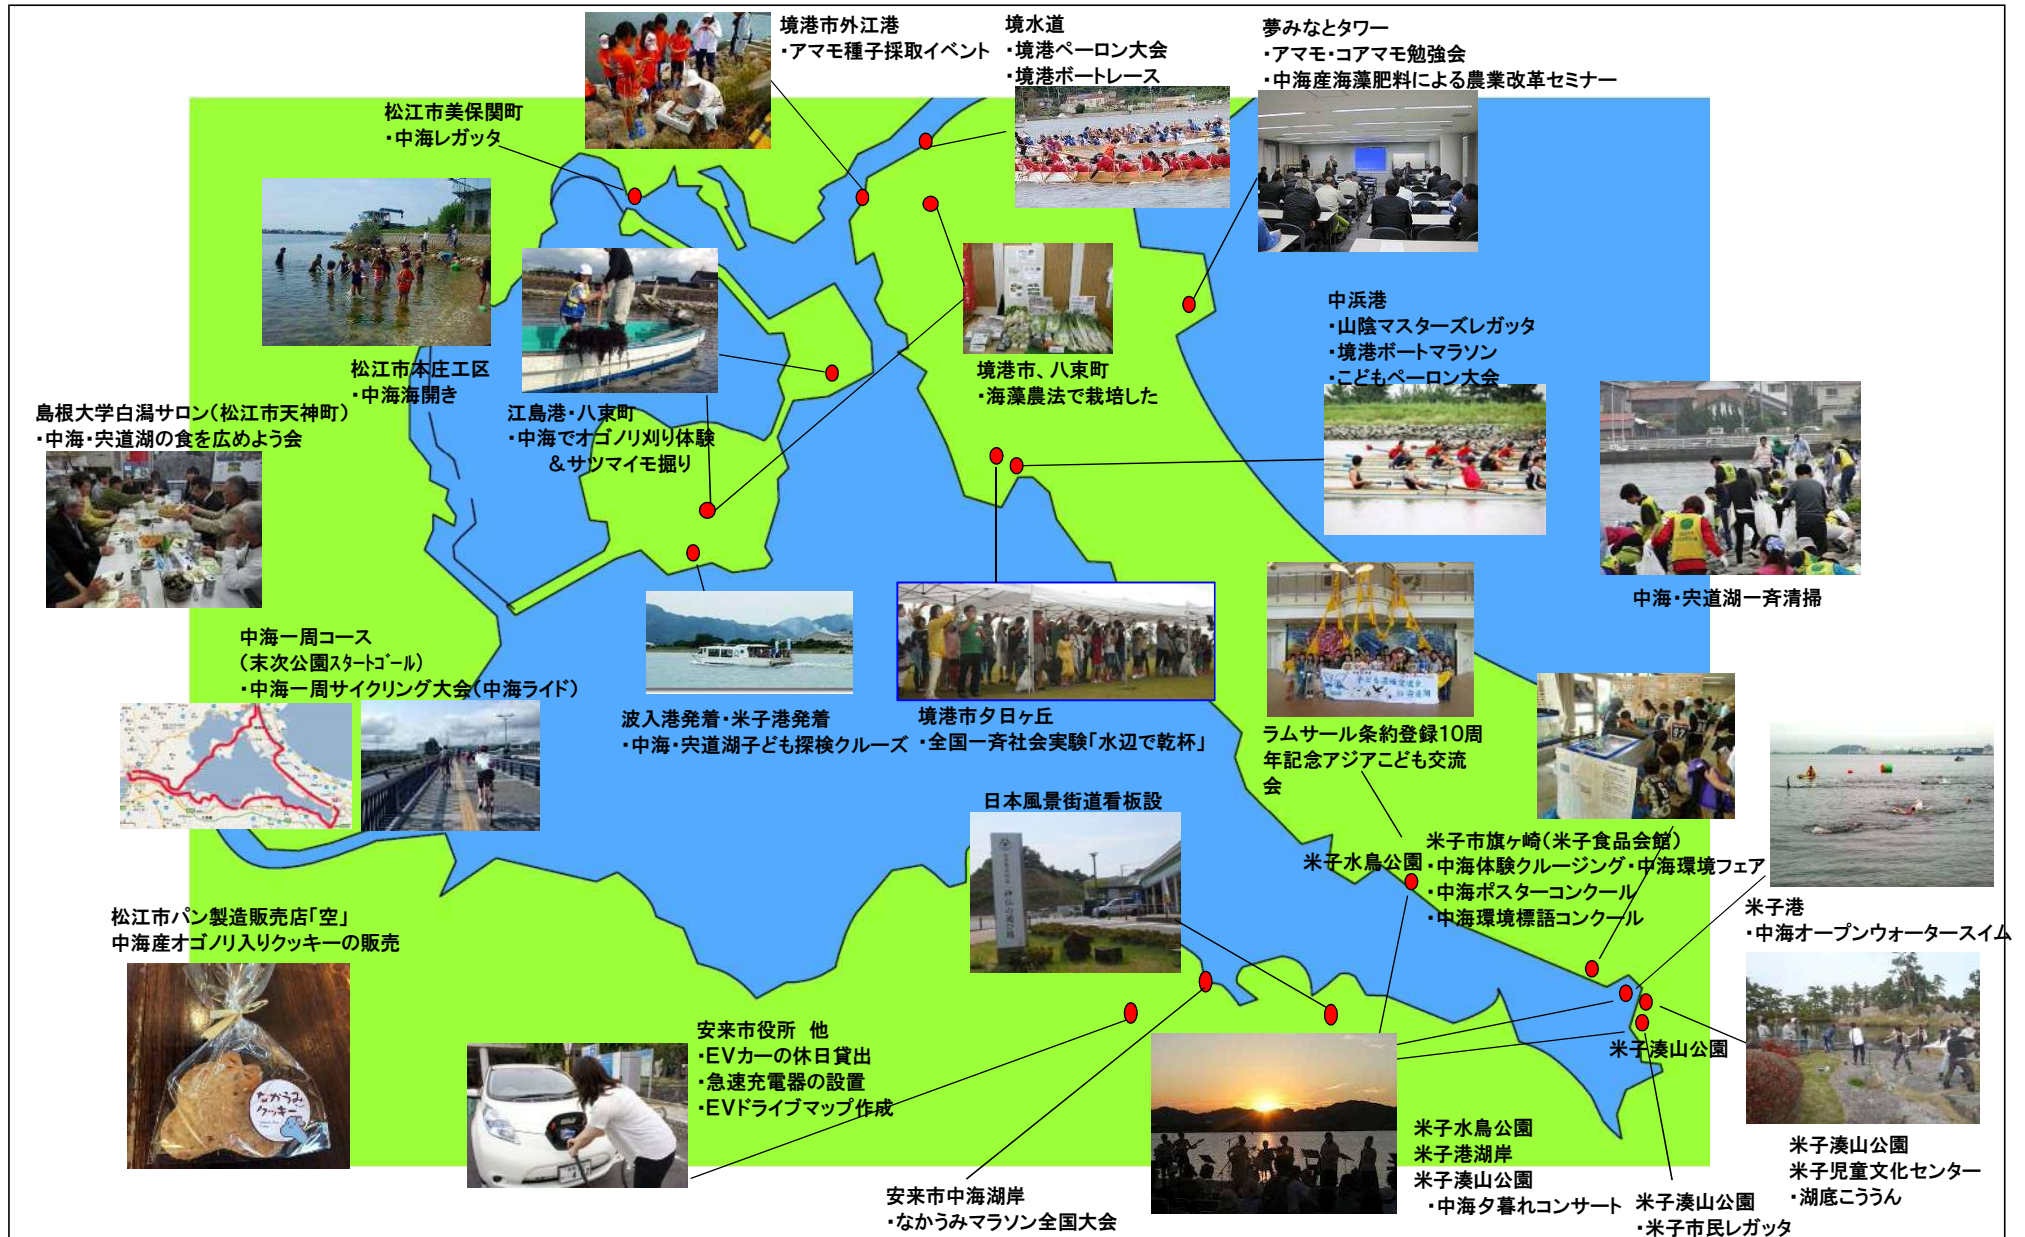 境港市外江港
・アマモ種子採取イベント
境水道
・境港ペーロン大会
・境港ボートレース
夢みなとタワー
・アマモ・コアマモ勉強会
・中海産海藻肥料による農業改革セミナー
松江市美保関町
・中海レガッタ
松江市本庄工区
・中海海開き
島根大学白潟サロン（松江市天神町）
・中海・宍道湖の食を広めよう会
江島港・八束町
・中海でオゴノリ刈り体験
＆サツマイモ掘り
境港市、八束町
・海藻農法で栽培した
中浜港
・山陰マスターズレガッタ
・境港ボートマラソン
・こどもペーロン大会
中海・宍道湖一斉清掃
中海一周コース
（末次公園ｽﾀｰﾄｺﾞｰﾙ）
・中海一周サイクリング大会（中海ライド）
波入港発着・米子港発着
・中海・宍道湖子ども探検クルーズ
境港市夕日ヶ丘
・全国一斉社会実験「水辺で乾杯」
ラムサール条約登録10周
年記念アジアこども交流
会
日本風景街道看板設
米子水鳥公園
米子市旗ヶ崎（米子食品会館）
・中海体験クルージング・中海環境フェア
・中海ポスターコンクール
・中海環境標語コンクール
米子港
・中海オープンウォータースイム
松江市パン製造販売店「空」
中海産オゴノリ入りクッキーの販売
なかうみ
クッキー
安来市役所　他
・EVカーの休日貸出
・急速充電器の設置
・EVドライブマップ作成
安来市中海湖岸
・なかうみマラソン全国大会
米子湊山公園
米子水鳥公園
米子港湖岸
米子湊山公園
・中海夕暮れコンサート
米子湊山公園
・米子市民レガッタ
米子湊山公園
米子児童文化センター
・湖底こううん